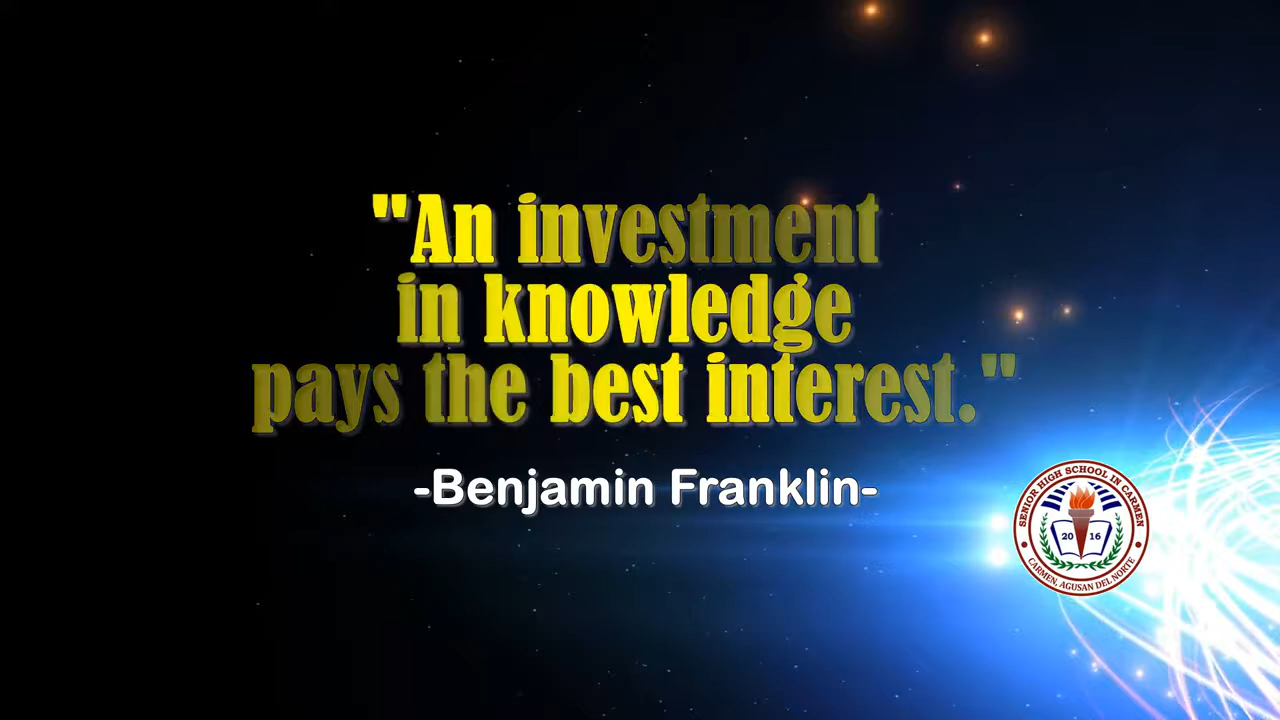 "An investment
in knowledge
pays the best interest."
-Benjamin Franklin-
SENIOR HIGH SCHOOL IN CARMEN
20 16
CARMEN, AGUSAN DEL NORTE